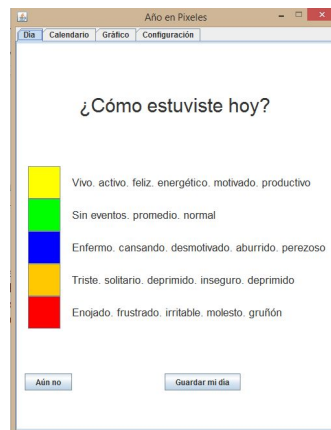 Año en Pixeles
Día Calendario Gráfico Configuración
¿Cómo estuviste hoy?
Vivo. activo. feliz. energético. motivado. productivo
Sin eventos. promedio. normal
Enfermo. cansando. desmotivado. aburrido. perezoso
Triste. solitario. deprimido. inseguro. deprimido
Enojado. frustrado. irritable. molesto. gruñón
Aún no Guardar mi día